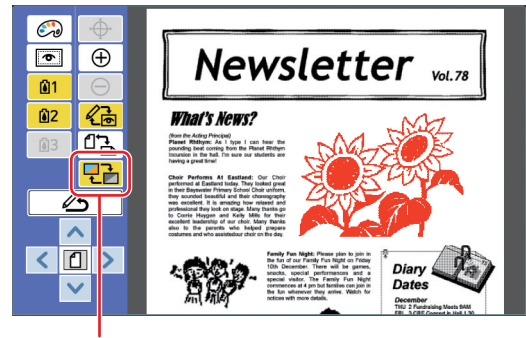 1
2
3
Newsletter Vol. 78
What's News?
(from the Acting Principal)
Planet Rhthym: As I type I can hear the
pounding beat coming from the Planet Rhthym
Incursion in the hall. I'm sure our students are
having a great time!
Choir Performs At Eastland: Our Choir
performed at Eastland today. They looked great
in their Bayswater Primary School Choir uniform,
they sounded beautiful and their choreography
was excellent. It is amazing how relaxed and
professional they look on stage. Many thanks go
to Corrie Huygen and Kelly Mills for their
excellent leadership of our choir. Many thanks
also to the parents who helped prepare
costumes and who assistedour choir on the day.
Family Fun Night: Please plan to join in
the fun of our Family Fun Night on Friday
10th December. There will be games,
snacks, special performances and a
special visitor. The Family Fun Night
commences at 4 pm but families can join in
the fun whenever they arrive. Watch for
notices with more details.
Diary
Dates
December
THU 2 Fundraising Meets 9AM